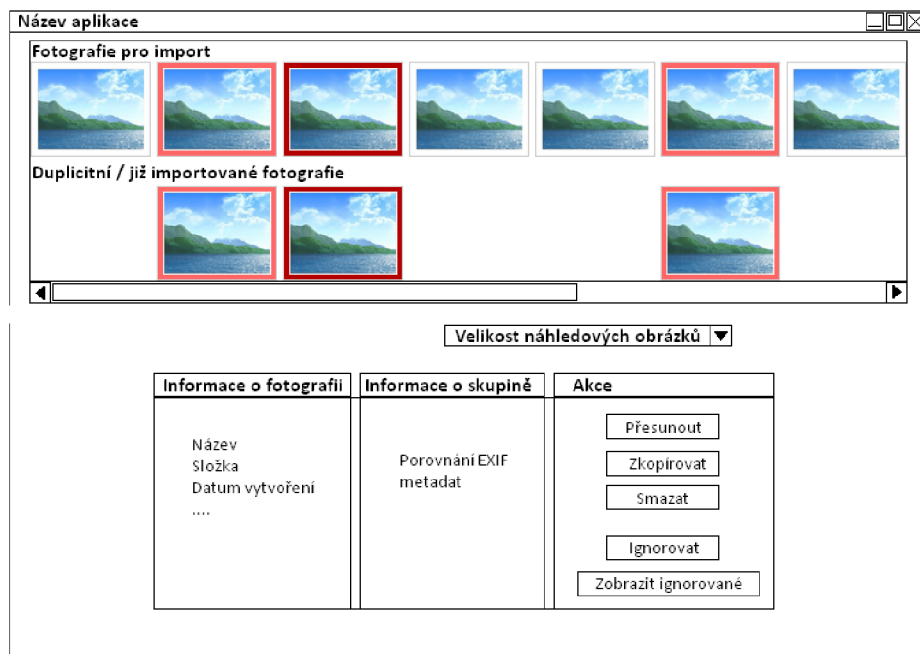 Název aplikace
Fotografie pro import
Duplicitní / již importované fotografie
Velikost náhledových obrázků
Informace o fotografii
Název
Složka
Datum vytvoření
....
Informace o skupině
Porovnání EXIF
metadat
Akce
Přesunout
Zkopírovat
Smazat
Ignorovat
Zobrazit ignorované